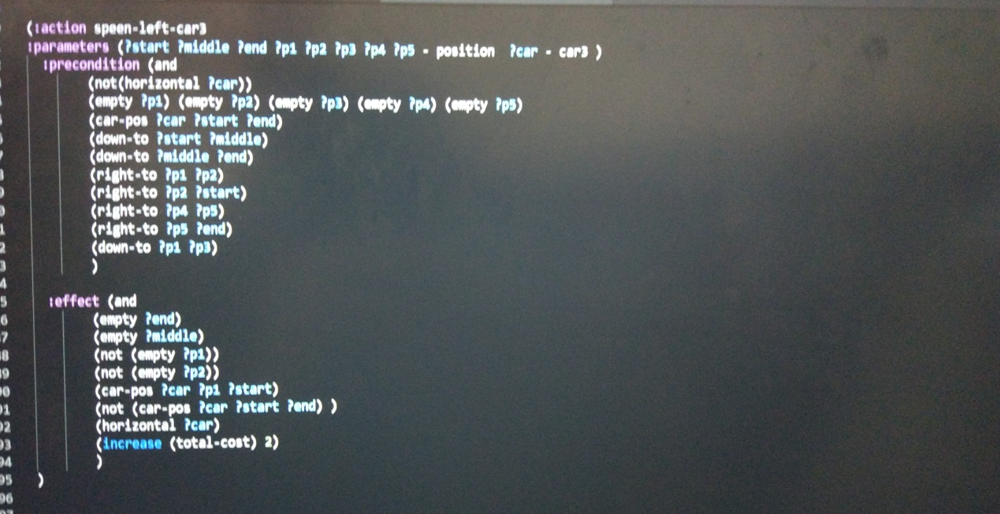 (:action speen-left-car3
:parameters (?start ?middle ?end ?p1 ?p2 ?p3 ?p4 ?p5 - position ?car - car3 )
:precondition (and
(not(horizontal ?car))
(empty ?p1) (empty ?p2) (empty ?p3) (empty ?p4) (empty ?p5)
(car-pos ?car ?start ?end)
(down-to ?start ?middle)
(down-to ?middle ?end)
(right-to ?p1 ?p2)
(right-to ?p2 ?start)
(right-to ?p4 ?p5)
(right-to ?p5 ?end)
(down-to ?p1 ?p3)
)
:effect (and
(empty ?end)
(empty ?middle)
(not (empty ?p1))
(not (empty ?p2))
(car-pos ?car ?p1 ?start)
(not (car-pos ?car ?start ?end) )
(horizontal ?car)
(increase (total-cost) 2)
)
)